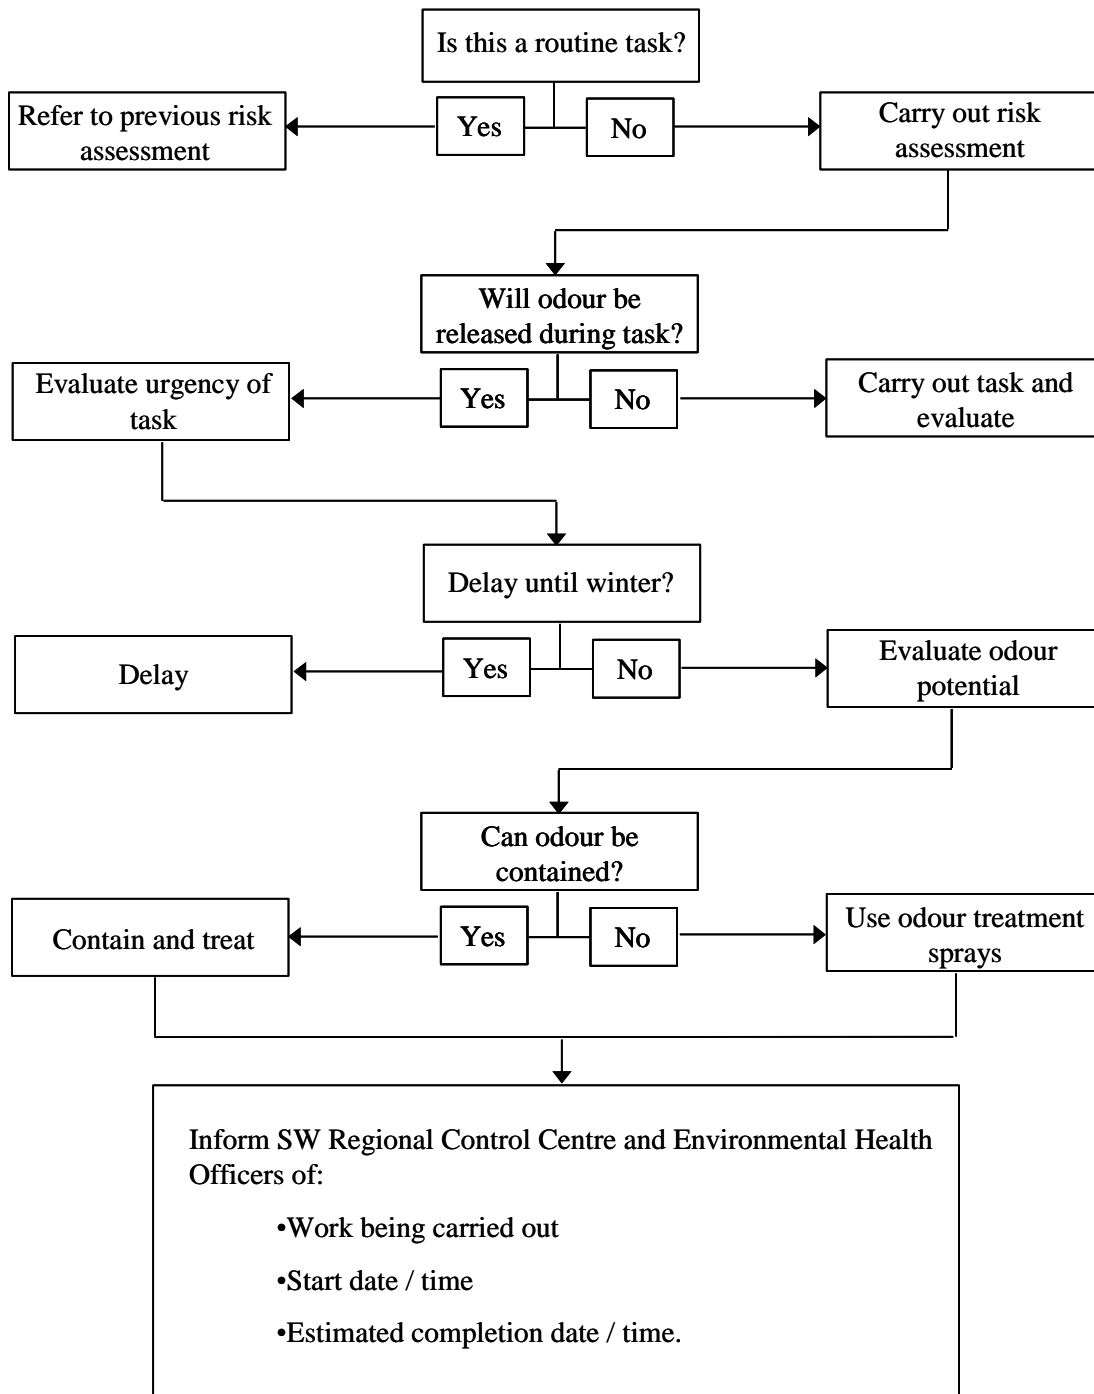 Is this a routine task?
Yes
No
Refer to previous risk
assessment
Carry out risk
assessment
Will odour be
released during task?
Yes
No
Evaluate urgency of
task
Carry out task and
evaluate
Delay until winter?
Yes
No
Delay
Evaluate odour
potential
Can odour be
contained?
Yes
No
Contain and treat
Use odour treatment
sprays
Inform SW Regional Control Centre and Environmental Health
Officers of:
•Work being carried out
•Start date / time
•Estimated completion date / time.